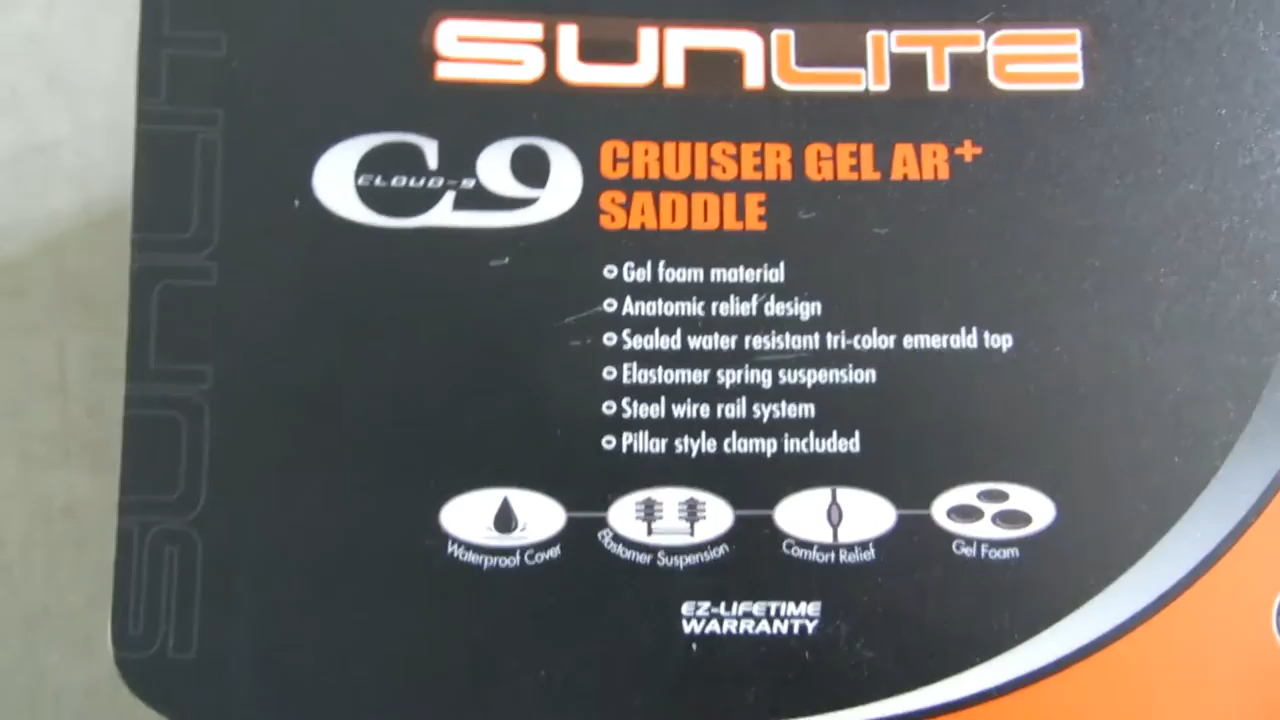 SUNLITE
SUNLITE
C9
CLOUD-9
CRUISER GEL AR+
SADDLE
Gel foam material
Anatomic relief design
Sealed water resistant tri-color emerald top
Elastomer spring suspension
Steel wire rail system
Pillar style clamp included
Waterproof Cover
Elastomer Suspension
Comfort Relief
Gel Foam
EZ-LIFETIME
WARRANTY